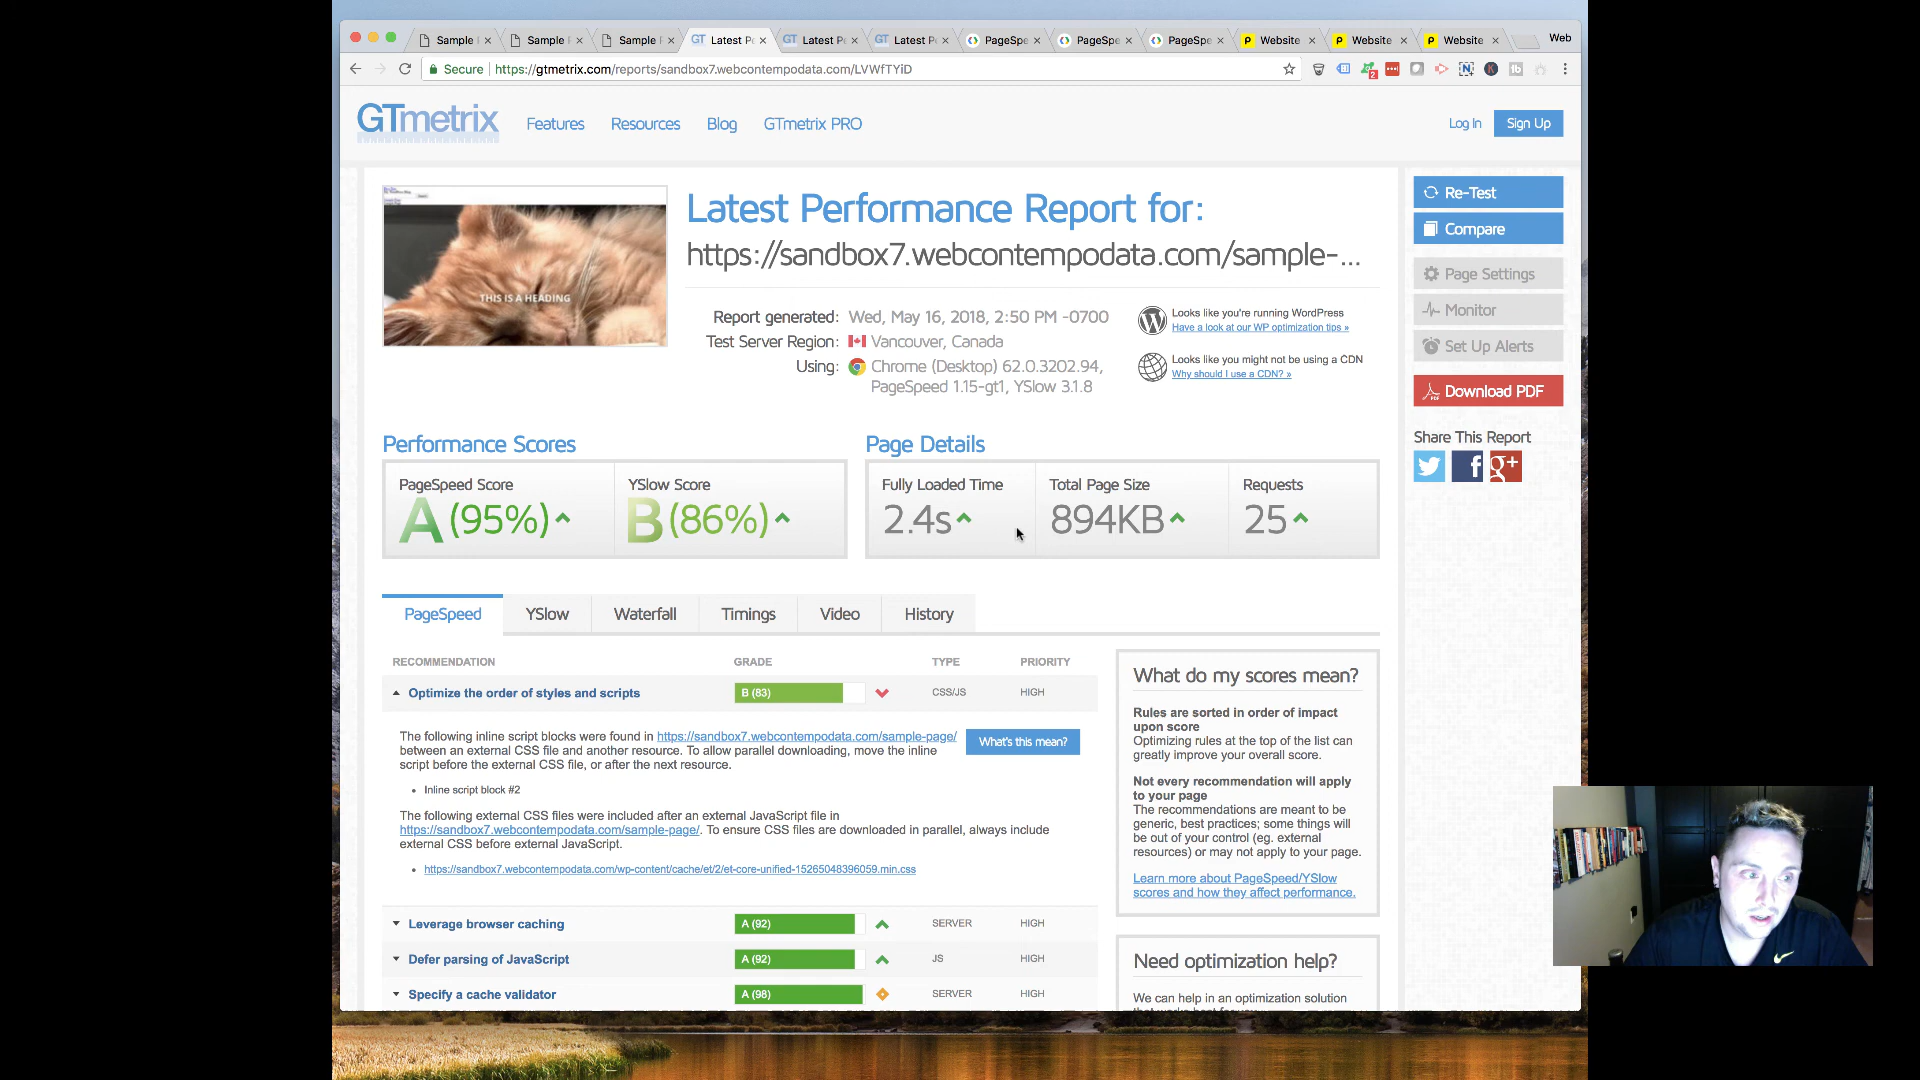 Sample
Sample
Sample
Latest Pe
Latest Pe
Latest Pe
PageSpe
PageSpe
PageSpe
Website
Website
Website
Web
Secure
https://gtmetrix.com/reports/sandbox7.webcontempodata.com/LVWfTYiD
GTmetrix
Features
Resources
Blog
GTmetrix PRO
Log In
Sign Up
THIS IS A HEADING
Latest Performance Report for:
https://sandbox7.webcontempodata.com/sample-...
Report generated: Wed, May 16, 2018, 2:50 PM -0700
Test Server Region: Vancouver, Canada
Using: Chrome (Desktop) 62.0.3202.94,
PageSpeed 1.15-gt1, YSlow 3.1.8
Looks like you're running WordPress
Have a look at our WP optimization tips »
Looks like you might not be using a CDN
Why should I use a CDN? »
Re-Test
Compare
Page Settings
Monitor
Set Up Alerts
Download PDF
Share This Report
Performance Scores
PageSpeed Score
A (95%)
YSlow Score
B (86%)
Page Details
Fully Loaded Time
2.4s
Total Page Size
894KB
Requests
25
PageSpeed
YSlow
Waterfall
Timings
Video
History
RECOMMENDATION GRADE TYPE PRIORITY
Optimize the order of styles and scripts B (83) CSS/JS HIGH
The following inline script blocks were found in https://sandbox7.webcontempodata.com/sample-page/
between an external CSS file and another resource. To allow parallel downloading, move the inline
script before the external CSS file, or after the next resource.
What's this mean?
• Inline script block #2
The following external CSS files were included after an external JavaScript file in
https://sandbox7.webcontempodata.com/sample-page/. To ensure CSS files are downloaded in parallel, always include
external CSS before external JavaScript.
• https://sandbox7.webcontempodata.com/wp-content/cache/et/2/et-core-unified-15265048396059.min.css
Leverage browser caching A (92) SERVER HIGH
Defer parsing of JavaScript A (92) JS HIGH
Specify a cache validator A (98) SERVER HIGH
What do my scores mean?
Rules are sorted in order of impact
upon score
Optimizing rules at the top of the list can
greatly improve your overall score.
Not every recommendation will apply
to your page
The recommendations are meant to be
generic, best practices; some things will
be out of your control (eg. external
resources) or may not apply to your page.
Learn more about PageSpeed/YSlow
scores and how they affect performance.
Need optimization help?
We can help in an optimization solution